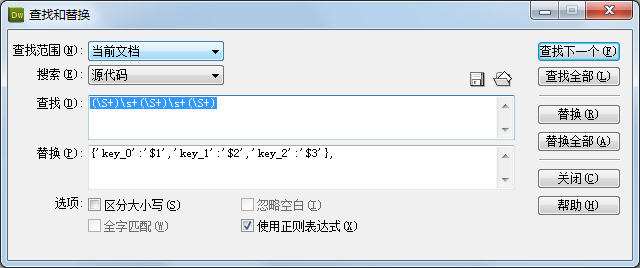 Dw 查找和替换
查找范围(N): 当前文档 查找下一个(F)
搜索(E): 源代码 查找全部(L)
查找(D): (\S+)\s+(\S+)\s+(\S+)
替换(R)
替换全部(A)
替换(P): {'key_0':'$1','key_1':'$2','key_2':'$3'},
关闭(C)
选项: 区分大小写(S) 忽略空白(I) 帮助(H)
全字匹配(W) 使用正则表达式(X)